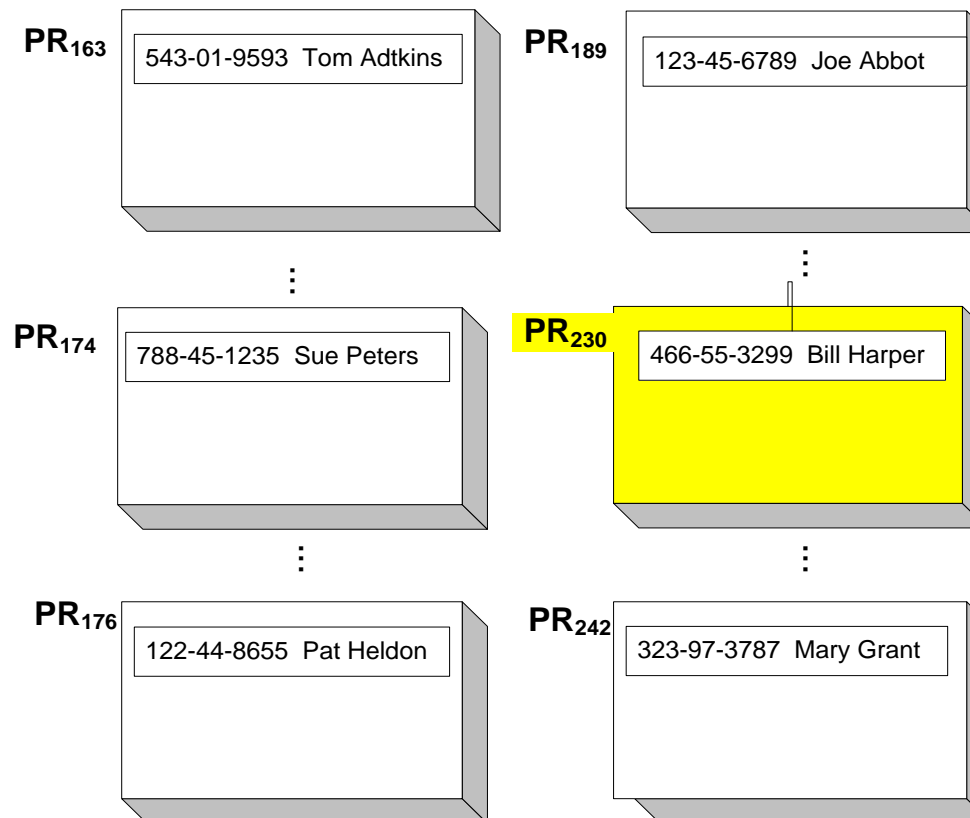 PR163
543-01-9593 Tom Adtkins
PR189
123-45-6789 Joe Abbot
⋮
⋮
PR174
788-45-1235 Sue Peters
PR230
466-55-3299 Bill Harper
⋮
⋮
PR176
122-44-8655 Pat Heldon
PR242
323-97-3787 Mary Grant